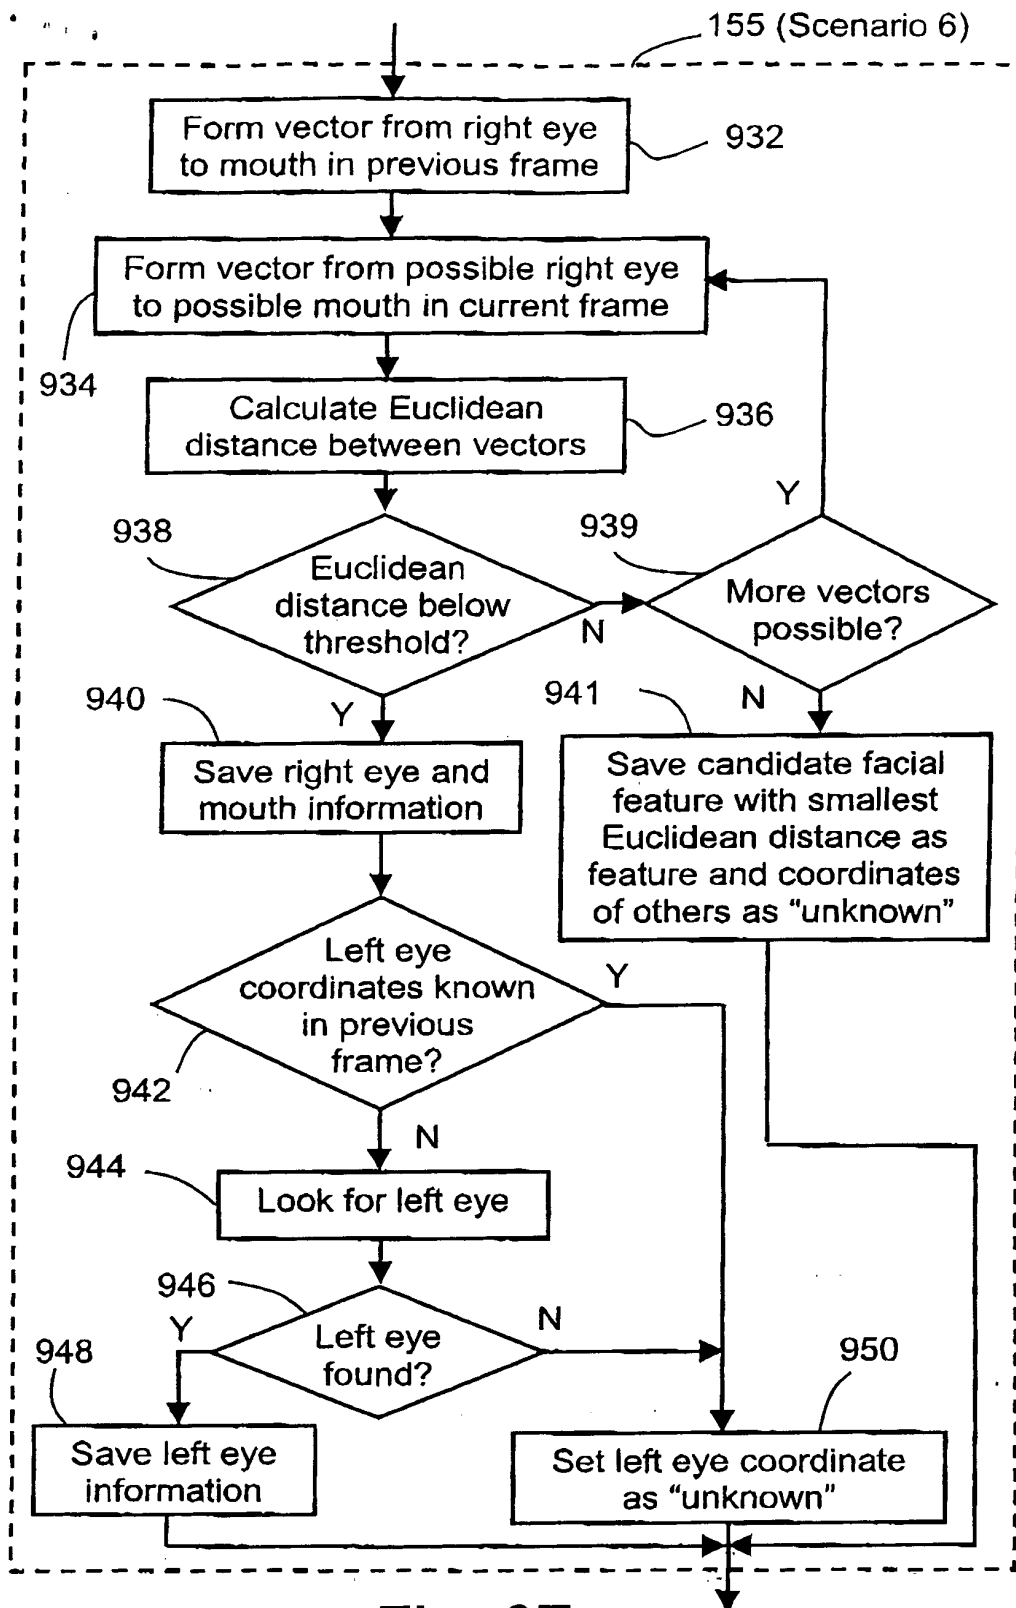 155 (Scenario 6)
Form vector from right eye
to mouth in previous frame
932
Form vector from possible right eye
to possible mouth in current frame
934
Calculate Euclidean
distance between vectors
936
Y
938
939
Euclidean
distance below
threshold?
N
More vectors
possible?
940
Y
941
N
Save right eye and
mouth information
Save candidate facial
feature with smallest
Euclidean distance as
feature and coordinates
of others as “unknown”
Left eye
coordinates known
in previous
frame?
Y
942
N
944
Look for left eye
946
Y
Left eye
found?
N
948
950
Save left eye
information
Set left eye coordinate
as “unknown”